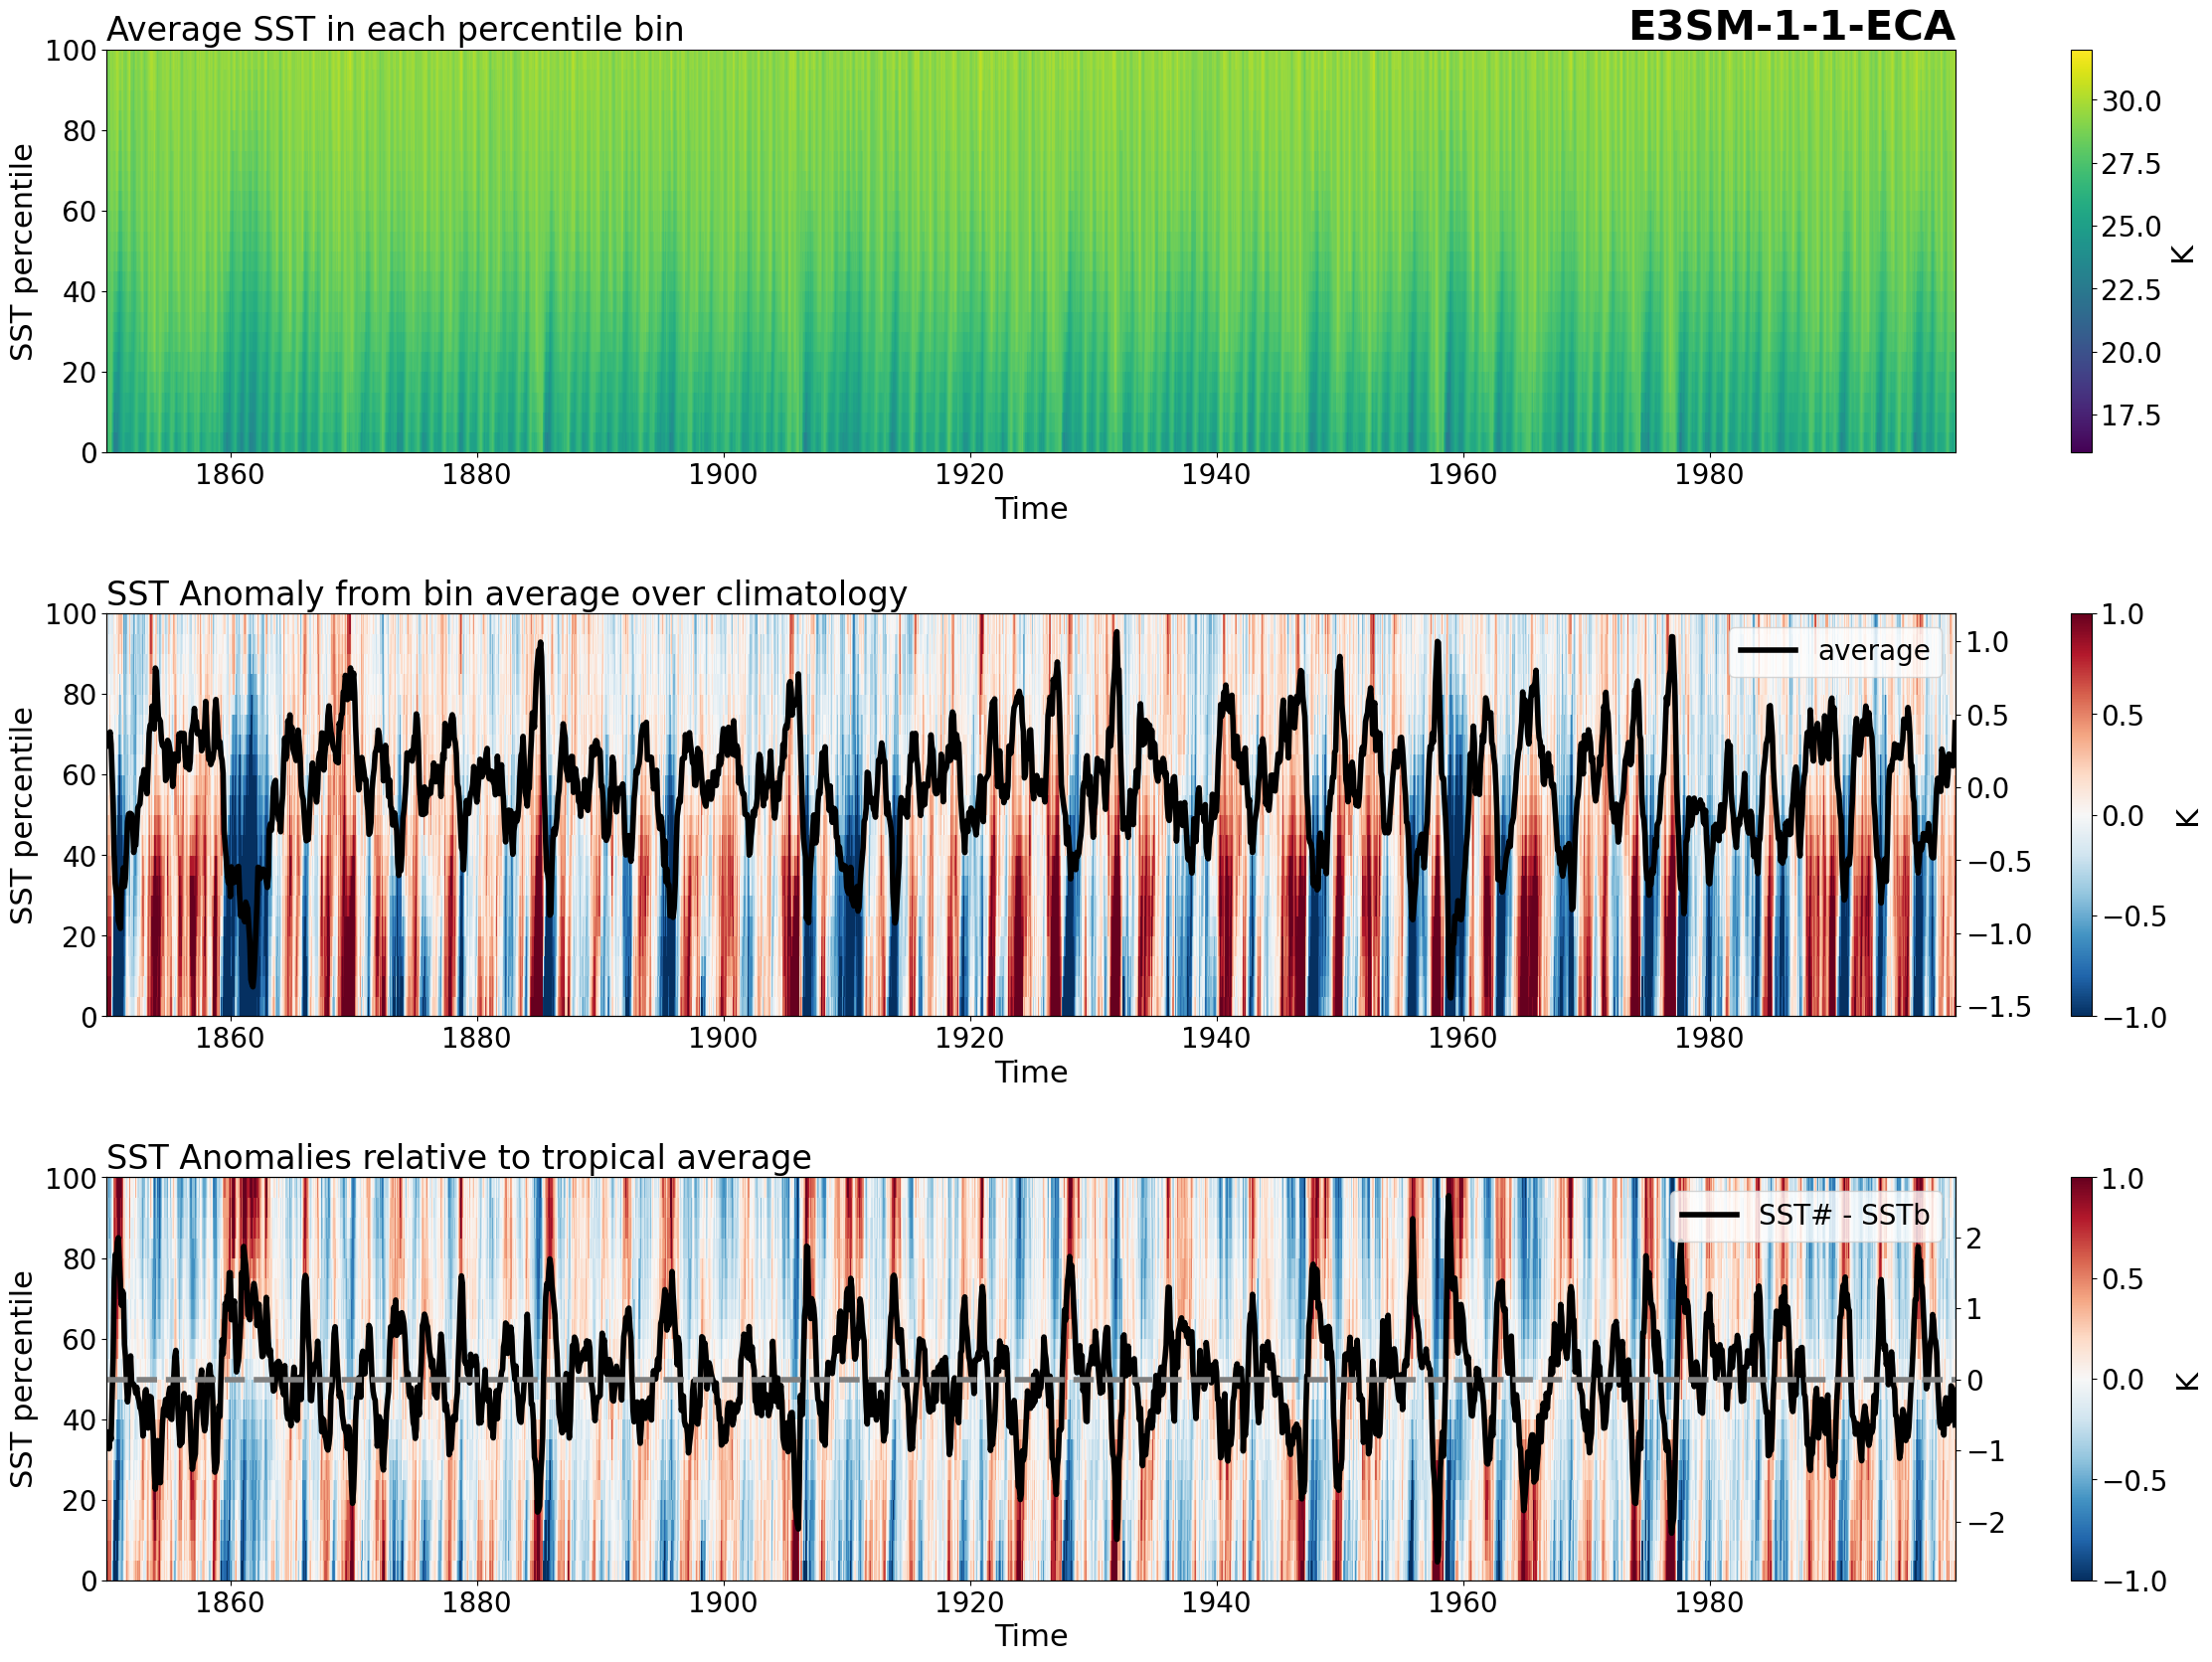 Average SST in each percentile bin
E3SM-1-1-ECA
100
80
60
40
20
0
SST percentile
1860 1880 1900 1920 1940 1960 1980
Time
30.0
27.5
25.0
22.5
20.0
17.5
K
SST Anomaly from bin average over climatology
100
80
60
40
20
0
SST percentile
1860 1880 1900 1920 1940 1960 1980
Time
average
1.0
0.5
0.0
−0.5
−1.0
−1.5
1.0
0.5
0.0
−0.5
−1.0
K
SST Anomalies relative to tropical average
100
80
60
40
20
0
SST percentile
1860 1880 1900 1920 1940 1960 1980
Time
SST# - SSTb
2
1
0
−1
−2
1.0
0.5
0.0
−0.5
−1.0
K